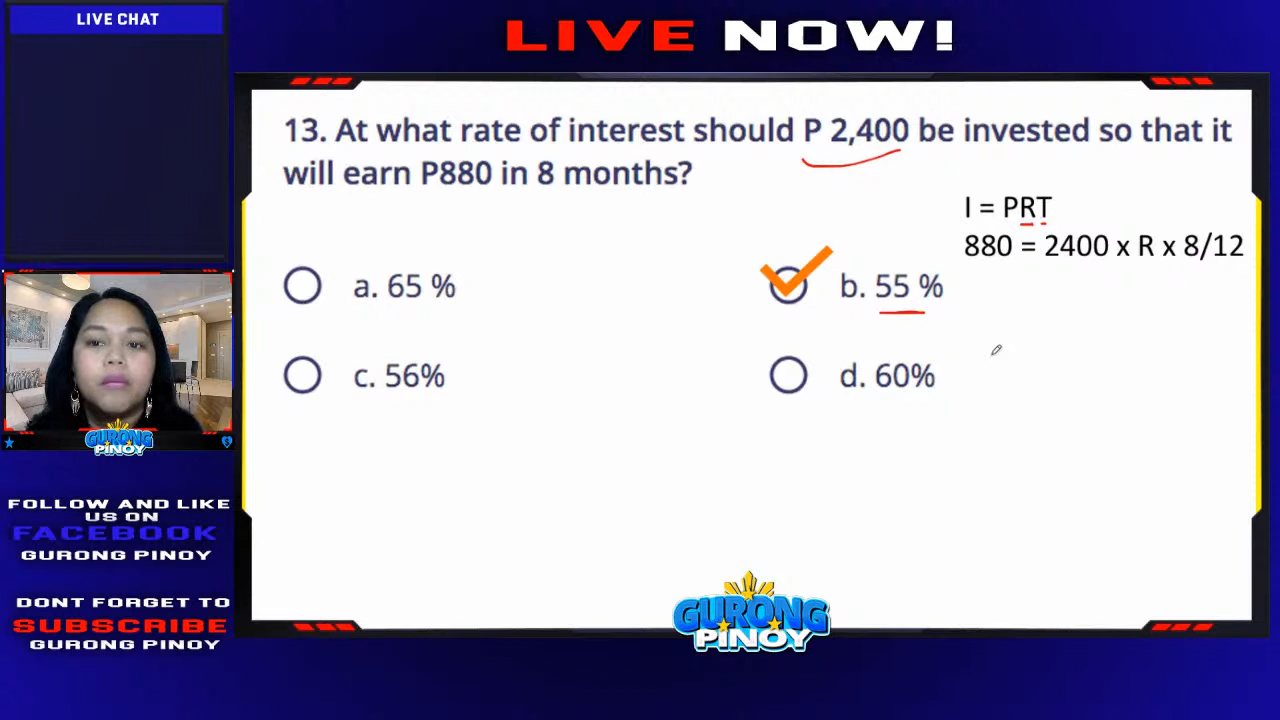 LIVE CHAT
LIVE NOW!
13. At what rate of interest should P 2,400 be invested so that it
will earn P880 in 8 months?
I = PRT
880 = 2400 x R x 8/12
a. 65 %
b. 55 %
c. 56%
d. 60%
GURONG
PINOY
FOLLOW AND LIKE
US ON
FACEBOOK
GURONG PINOY
DONT FORGET TO
SUBSCRIBE
GURONG PINOY
GURONG
PINOY